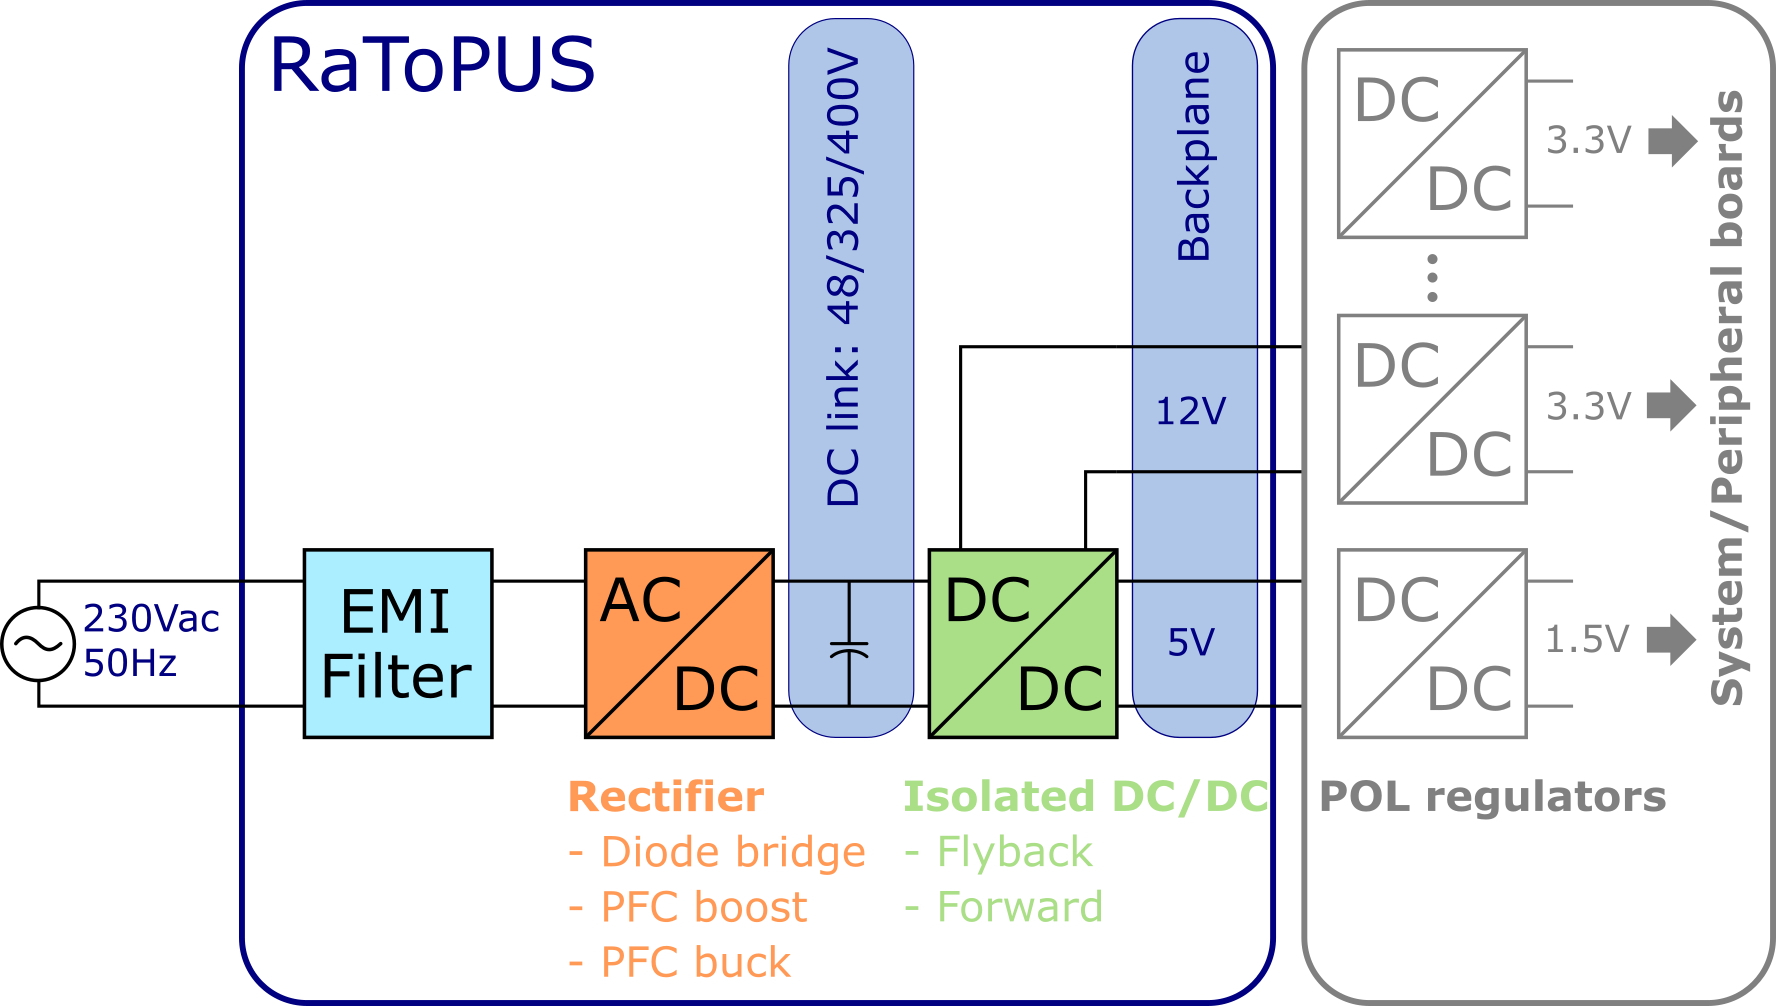 RaToPUS
230Vac
50Hz
EMI
Filter
AC
DC
DC link: 48/325/400V
DC
DC
Backplane
12V
5V
Rectifier
- Diode bridge
- PFC boost
- PFC buck
Isolated DC/DC
- Flyback
- Forward
DC
DC
3.3V
...
DC
DC
3.3V
DC
DC
1.5V
POL regulators
System/Peripheral boards